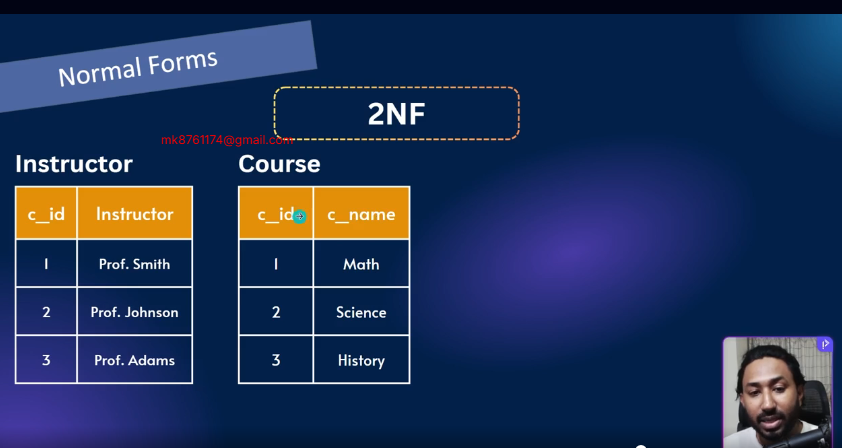 Normal Forms
2NF
mk8761174@gmail.com
Instructor
c_id Instructor
1 Prof. Smith
2 Prof. Johnson
3 Prof. Adams
Course
c_id c_name
1 Math
2 Science
3 History